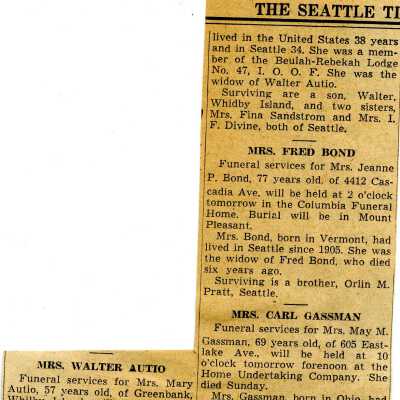 THE SEATTLE TI
lived in the United States 38 years
and in Seattle 34. She was a mem-
ber of the Beulah-Rebekah Lodge
No. 47, I. O. O. F. She was the
widow of Walter Autio.
Surviving are a son, Walter,
Whidby Island, and two sisters,
Mrs. Fina Sandstrom and Mrs. I.
F. Divine, both of Seattle.
MRS. FRED BOND
Funeral services for Mrs. Jeanne
P. Bond, 77 years old, of 4412 Cas-
cadia Ave. will be held at 2 o'clock
tomorrow in the Columbia Funeral
Home. Burial will be in Mount
Pleasant.
Mrs. Bond, born in Vermont, had
lived in Seattle since 1905. She was
the widow of Fred Bond, who died
six years ago.
Surviving is a brother, Orlin M.
Pratt, Seattle.
MRS. CARL GASSMAN
Funeral services for Mrs. May M.
Gassman, 69 years old, of 605 East-
lake Ave., will be held at 10
o'clock tomorrow forenoon at the
Home Undertaking Company. She
died Sunday.
Mrs. Gassman, born in Ohio, had
MRS. WALTER AUTIO
Funeral services for Mrs. Mary
Autio, 57 years old, of Greenbank,